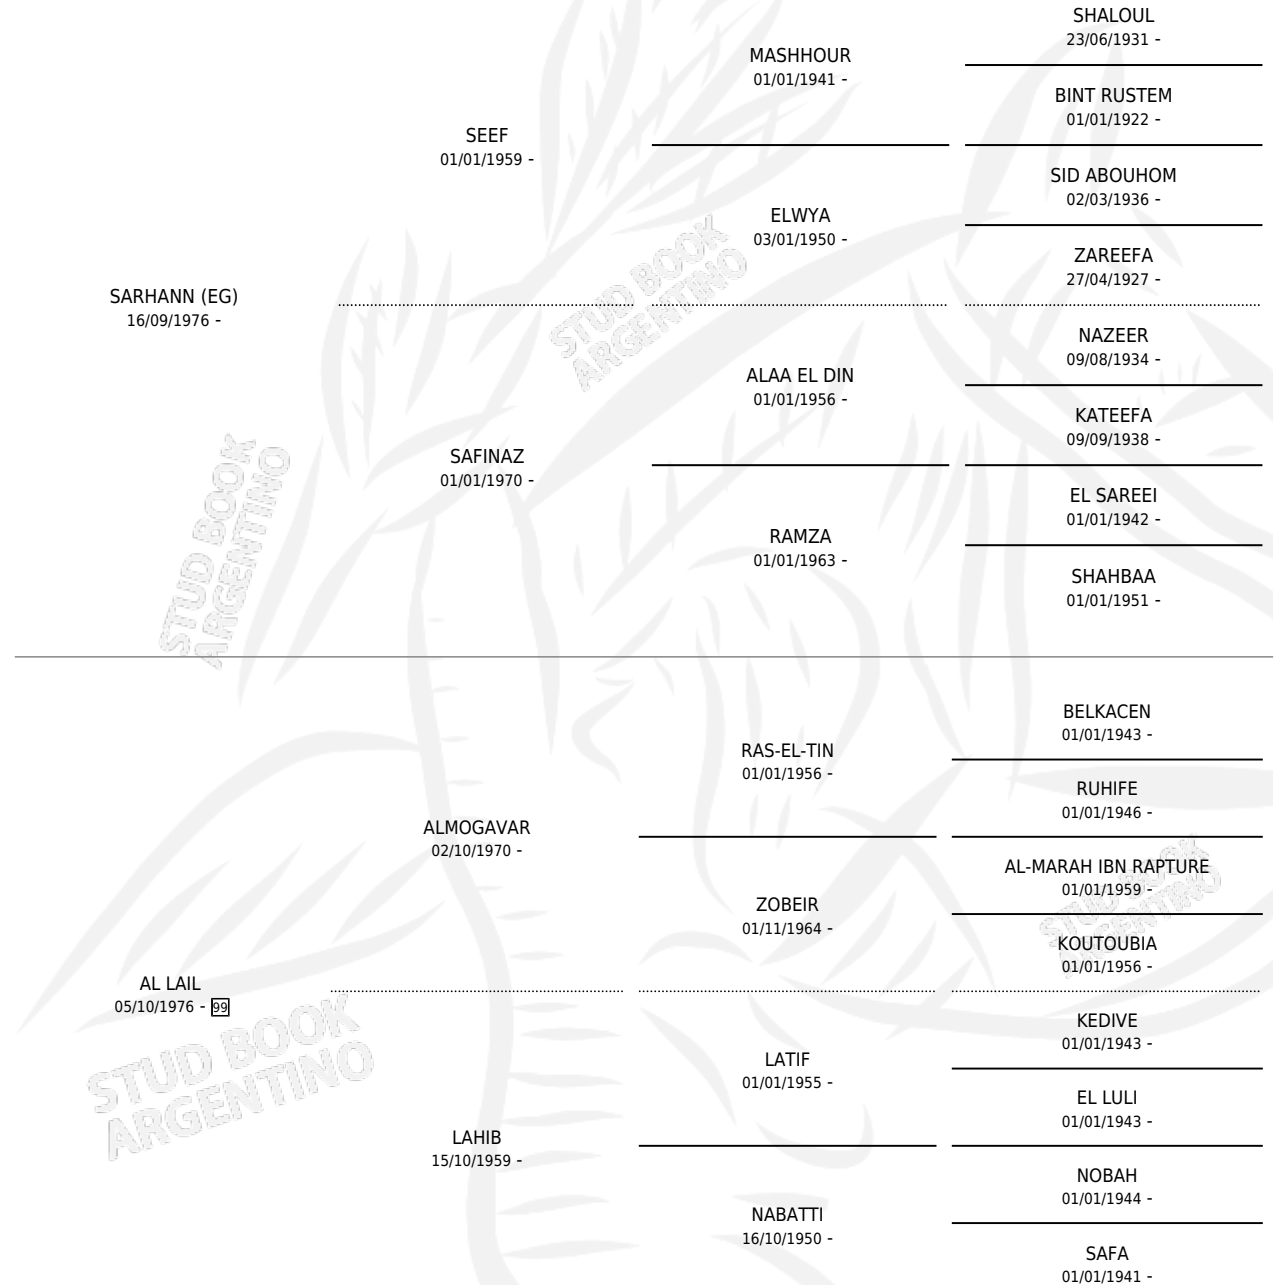 SHALOUL
23/06/1931 -
MASHHOUR
01/01/1941 -
BINT RUSTEM
01/01/1922 -
SEEF
01/01/1959 -
SID ABOUHOM
02/03/1936 -
ELWYA
03/01/1950 -
ZAREEFA
27/04/1927 -
SARHANN (EG)
16/09/1976 -
STUD BOOK
ARGENTINO
NAZEER
09/08/1934 -
ALAA EL DIN
01/01/1956 -
KATEEFA
09/09/1938 -
SAFINAZ
01/01/1970 -
EL SAREEI
01/01/1942 -
RAMZA
01/01/1963 -
SHAHBAA
01/01/1951 -
STUD BOOK
ARGENTINO
BELKACEN
01/01/1943 -
RAS-EL-TIN
01/01/1956 -
RUHIFE
01/01/1946 -
ALMOGAVAR
02/10/1970 -
AL-MARAH IBN RAPTURE
01/01/1959 -
ZOBEIR
01/11/1964 -
KOUTOUBIA
01/01/1956 -
STUD BOOK
ARGENTINO
AL LAIL
05/10/1976 - 99
KEDIVE
01/01/1943 -
LATIF
01/01/1955 -
EL LULI
01/01/1943 -
STUD BOOK
ARGENTINO
LAHIB
15/10/1959 -
NOBAH
01/01/1944 -
NABATTI
16/10/1950 -
SAFA
01/01/1941 -